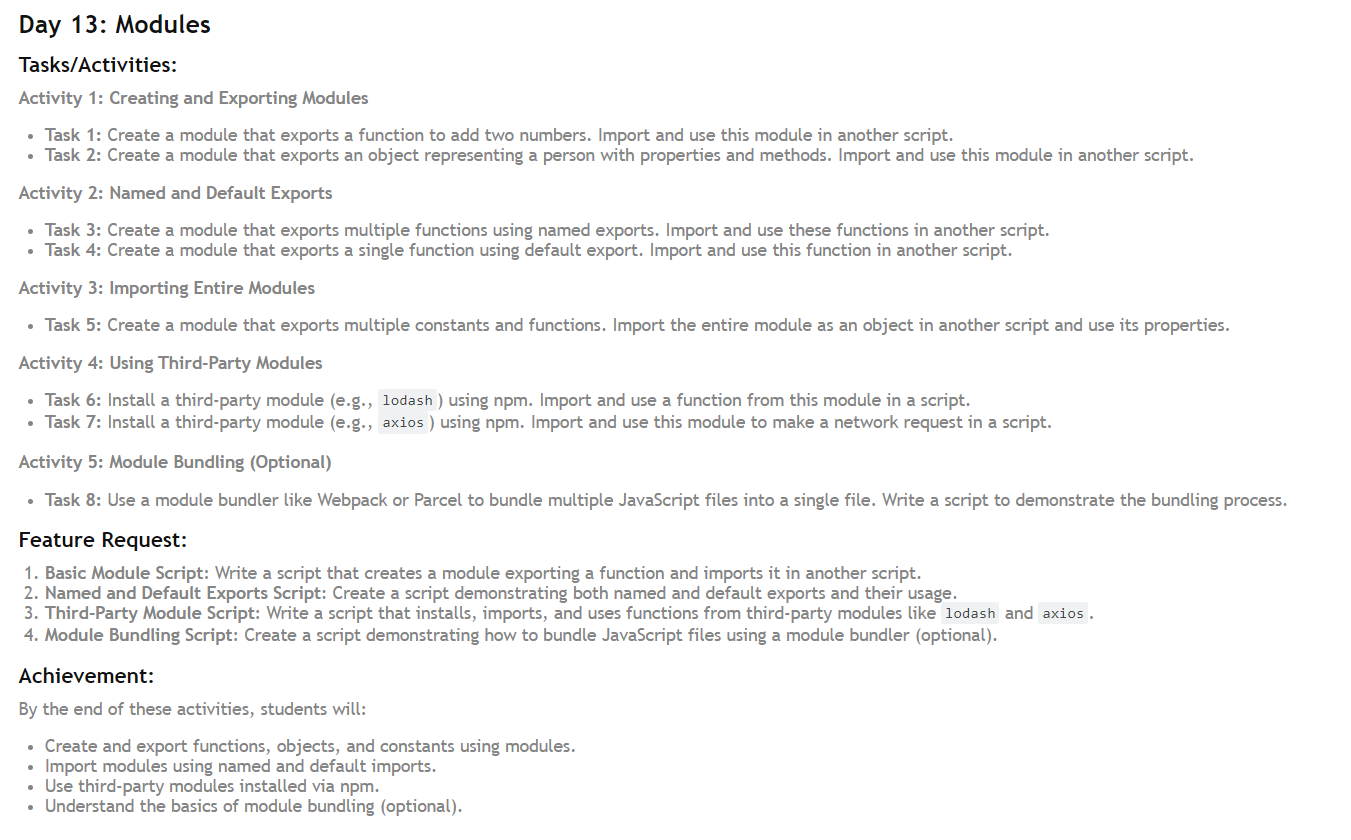 Day 13: Modules
Tasks/Activities:
Activity 1: Creating and Exporting Modules
• Task 1: Create a module that exports a function to add two numbers. Import and use this module in another script.
• Task 2: Create a module that exports an object representing a person with properties and methods. Import and use this module in another script.
Activity 2: Named and Default Exports
• Task 3: Create a module that exports multiple functions using named exports. Import and use these functions in another script.
• Task 4: Create a module that exports a single function using default export. Import and use this function in another script.
Activity 3: Importing Entire Modules
• Task 5: Create a module that exports multiple constants and functions. Import the entire module as an object in another script and use its properties.
Activity 4: Using Third-Party Modules
• Task 6: Install a third-party module (e.g., lodash) using npm. Import and use a function from this module in a script.
• Task 7: Install a third-party module (e.g., axios) using npm. Import and use this module to make a network request in a script.
Activity 5: Module Bundling (Optional)
• Task 8: Use a module bundler like Webpack or Parcel to bundle multiple JavaScript files into a single file. Write a script to demonstrate the bundling process.
Feature Request:
1. Basic Module Script: Write a script that creates a module exporting a function and imports it in another script.
2. Named and Default Exports Script: Create a script demonstrating both named and default exports and their usage.
3. Third-Party Module Script: Write a script that installs, imports, and uses functions from third-party modules like lodash and axios.
4. Module Bundling Script: Create a script demonstrating how to bundle JavaScript files using a module bundler (optional).
Achievement:
By the end of these activities, students will:
• Create and export functions, objects, and constants using modules.
• Import modules using named and default imports.
• Use third-party modules installed via npm.
• Understand the basics of module bundling (optional).